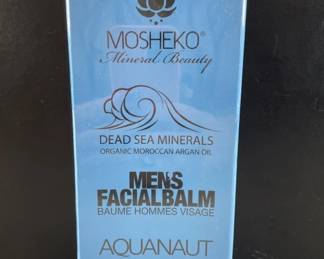 MOSHEKO®
Mineral Beauty
DEAD SEA MINERALS
ORGANIC MOROCCAN ARGAN OIL
MEN'S
FACIALBALM
BAUME HOMMES VISAGE
AQUANAUT